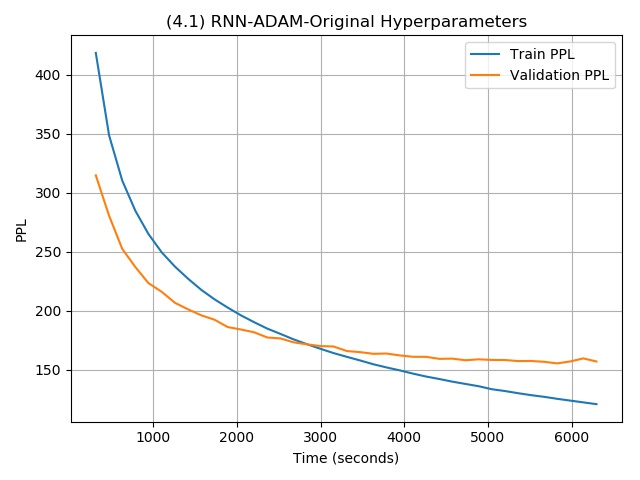 (4.1) RNN-ADAM-Original Hyperparameters
Train PPL
Validation PPL
PPL
400
350
300
250
200
150
1000 2000 3000 4000 5000 6000
Time (seconds)